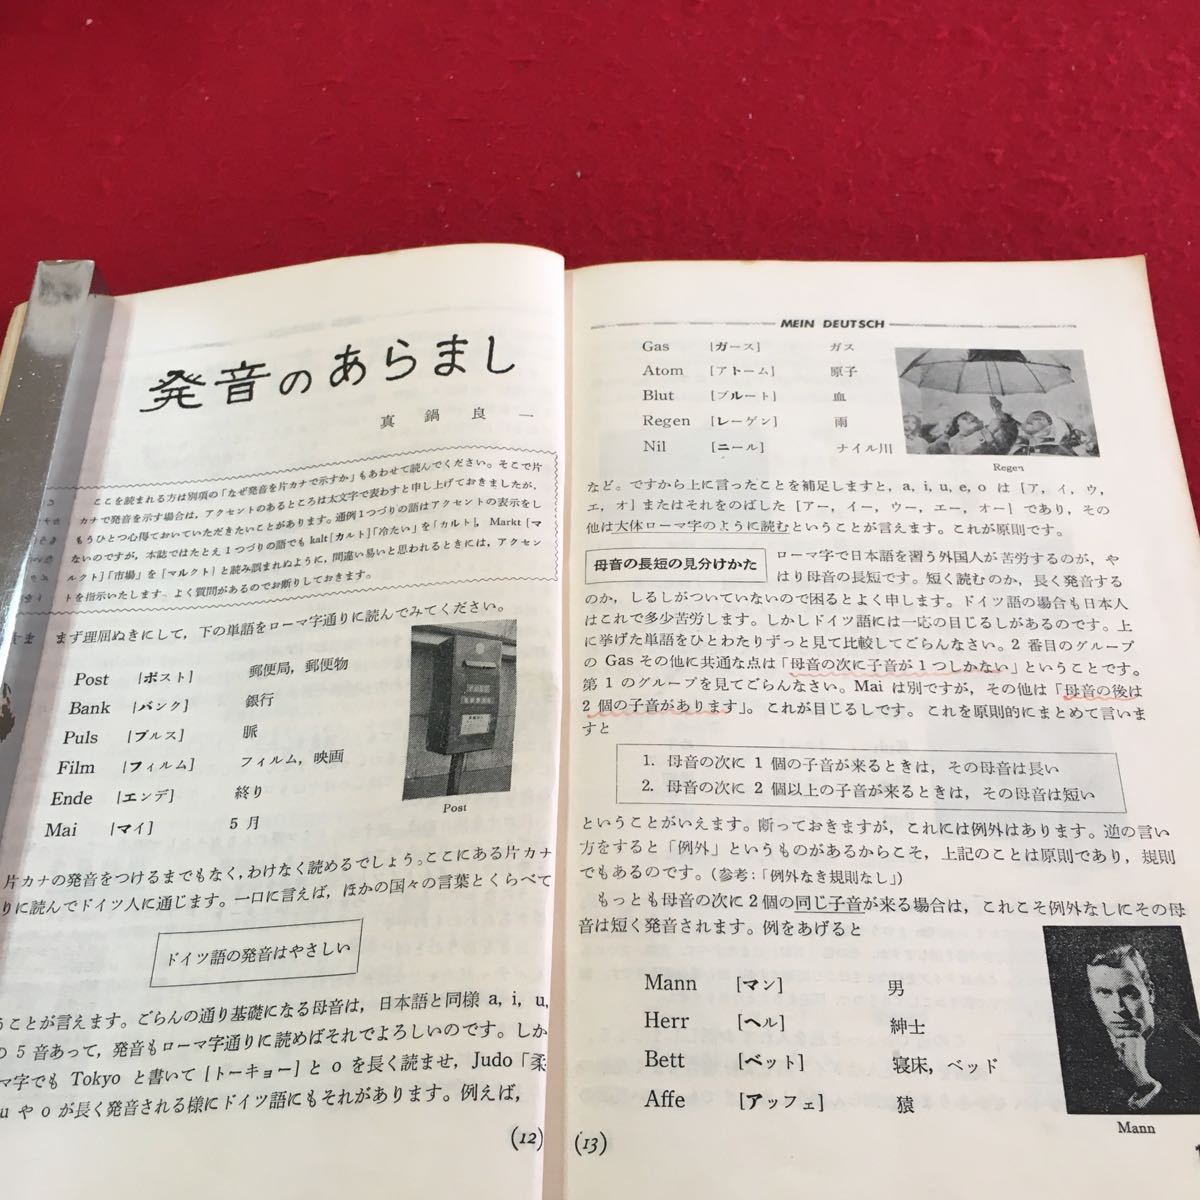 発音のあらまし
真鍋良一
ここを読まれる方は別項の「なぜ発音を片カナで示すか」もあわせて読んでください。そこで片
カナで発音を示す場合は，アクセントのあるところは太文字で表わすと申し上げておきましたが，
もうひとつ心得ておいていただきたいことがあります。通例1つづりの語はアクセントの表示をし
ないのですが，本誌ではたとえ1つづりの語でも kalt [カルト]「冷たい」を「カルト」，Markt [マ
ルクト]「市場」を [マルクト] と読み誤まれぬように，間違い易いと思われるときには，アクセン
トを指示いたします。よく質問があるのでお断りしておきます。
まず理屈ぬきにして，下の単語をローマ字通りに読んでみてください。
Post [ポスト] 郵便局，郵便物
Bank [バンク] 銀行
Puls [プルス] 脈
Film [フィルム] フィルム，映画
Ende [エンデ] 終り
Mai [マイ] 5月
Post
片カナの発音をつけるまでもなく，わけなく読めるでしょう。ここにある片カナ
りに読んでドイツ人に通じます。一口に言えば，ほかの国々の言葉とくらべて
ドイツ語の発音はやさしい
うことが言えます。ごらんの通り基礎になる母音は，日本語と同様 a, i, u,
の 5 音あって，発音もローマ字通りに読めばそれでよろしいのです。しか
マ字でも Tokyo と書いて [トーキョー] と o を長く読ませ，Judo「柔
u や o が長く発音される様にドイツ語にもそれがあります。例えば，
(12)
MEIN DEUTSCH
Gas [ガース] ガス
Atom [アトーム] 原子
Blut [ブルート] 血
Regen [レーゲン] 雨
Nil [ニール] ナイル川
Regen
など。ですから上に言ったことを補足しますと，a, i, u, e, o は [ア，イ，ウ，
エ，オ] またはそれをのばした [アー，イー，ウー，エー，オー] であり，その
他は大体ローマ字のように読むということが言えます。これが原則です。
母音の長短の見分けかた
ローマ字で日本語を習う外国人が苦労するのが，や
はり母音の長短です。短く読むのか，長く発音する
のか，しるしがついていないので困るとよく申します。ドイツ語の場合も日本人
はこれで多少苦労します。しかしドイツ語には一応の目じるしがあるのです。上
に挙げた単語をひとわたりずっと見て比較してごらんなさい。2 番目のグループ
の Gas その他に共通な点は「母音の次に子音が 1 つしかない」ということです。
第 1 のグループを見てごらんなさい。Mai は別ですが，その他は「母音の後は
2 個の子音があります」。これが目じるしです。これを原則的にまとめて言いま
すと
1. 母音の次に 1 個の子音が来るときは，その母音は長い
2. 母音の次に 2 個以上の子音が来るときは，その母音は短い
ということがいえます。断っておきますが，これには例外はあります。逆の言い
方をすると「例外」というものがあるからこそ，上記のことは原則であり，規則
でもあるのです。(参考：「例外なき規則なし」)
もっとも母音の次に2個の同じ子音が来る場合は，これこそ例外なしにその母
音は短く発音されます。例をあげると
Mann [マン] 男
Herr [ヘル] 紳士
Bett [ベット] 寝床，ベッド
Affe [アッフェ] 猿
Mann
(13)